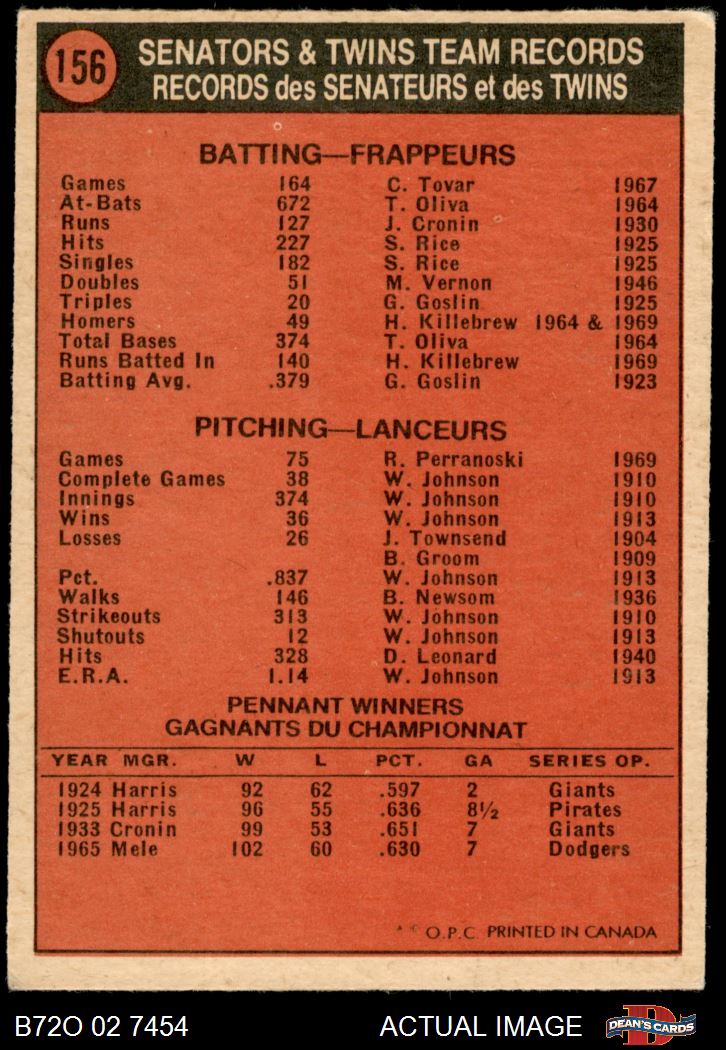 156
SENATORS & TWINS TEAM RECORDS
RECORDS des SENATEURS et des TWINS
BATTING—FRAPPEURS
Games 164 C. Tovar 1967
At-Bats 672 T. Oliva 1964
Runs 127 J. Cronin 1930
Hits 227 S. Rice 1925
Singles 182 S. Rice 1925
Doubles 51 M. Vernon 1946
Triples 20 G. Goslin 1925
Homers 49 H. Killebrew 1964 & 1969
Total Bases 374 T. Oliva 1964
Runs Batted In 140 H. Killebrew 1969
Batting Avg. .379 G. Goslin 1923
PITCHING—LANCEURS
Games 75 R. Perranoski 1969
Complete Games 38 W. Johnson 1910
Innings 374 W. Johnson 1910
Wins 36 W. Johnson 1913
Losses 26 J. Townsend 1904
B. Groom 1909
Pct. .837 W. Johnson 1913
Walks 146 B. Newsom 1936
Strikeouts 313 W. Johnson 1910
Shutouts 12 W. Johnson 1913
Hits 328 D. Leonard 1940
E.R.A. 1.14 W. Johnson 1913
PENNANT WINNERS
GAGNANTS DU CHAMPIONNAT
YEAR MGR. W L PCT. GA SERIES OP.
1924 Harris 92 62 .597 2 Giants
1925 Harris 96 55 .636 8½ Pirates
1933 Cronin 99 53 .651 7 Giants
1965 Mele 102 60 .630 7 Dodgers
O.P.C. PRINTED IN CANADA
B72O 02 7454 ACTUAL IMAGE DEAN'S CARDS